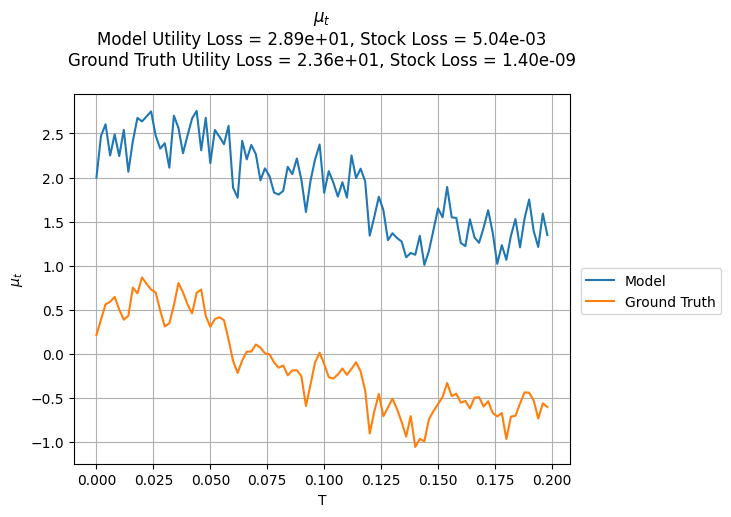 μt
Model Utility Loss = 2.89e+01, Stock Loss = 5.04e-03
Ground Truth Utility Loss = 2.36e+01, Stock Loss = 1.40e-09
2.5
2.0
1.5
1.0
0.5
0.0
−0.5
−1.0
μt
0.000 0.025 0.050 0.075 0.100 0.125 0.150 0.175 0.200
T
Model
Ground Truth